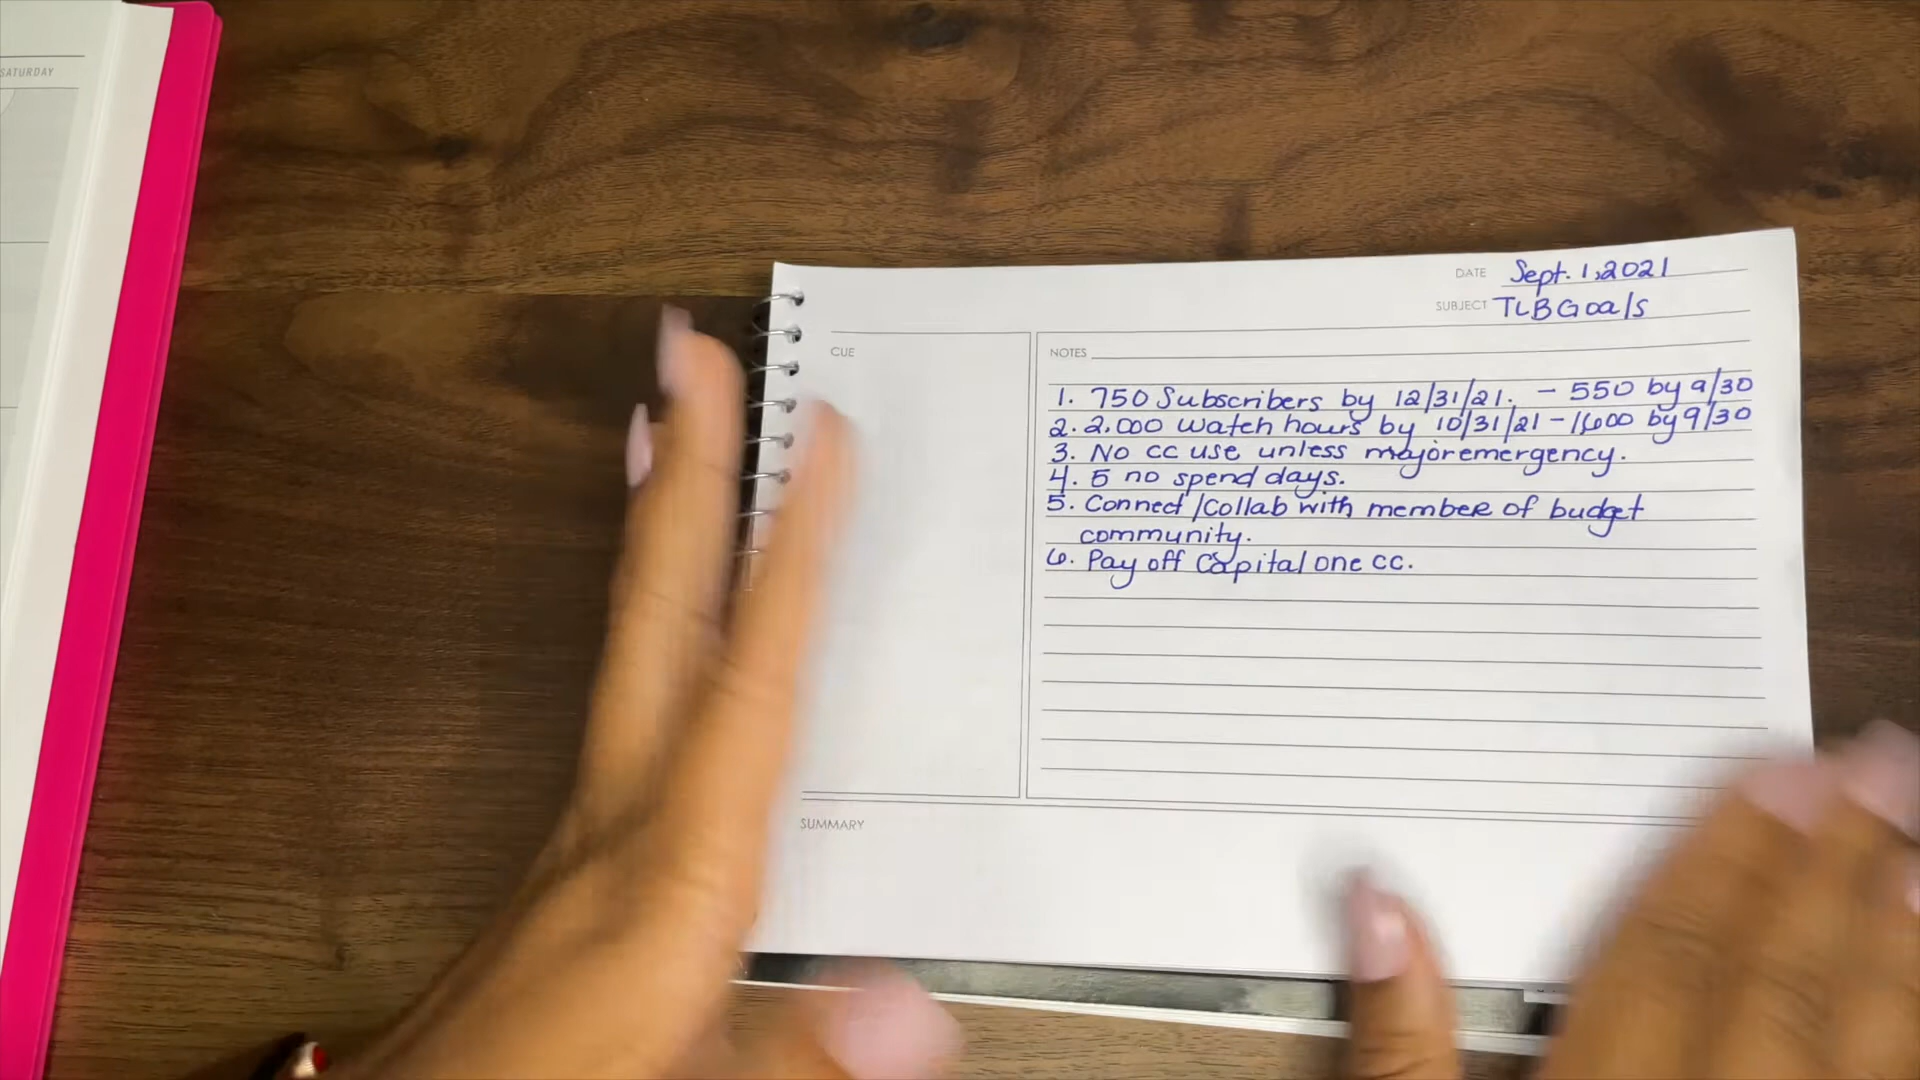 SATURDAY
DATE Sept. 1, 2021
SUBJECT TLB Goals
CUE
NOTES
1. 750 Subscribers by 12/31/21. - 550 by 9/30
2. 2,000 watch hours by 10/31/21 - 1600 by 9/30
3. No cc use unless major emergency.
4. 5 no spend days.
5. Connect/Collab with member of budget
community.
6. Pay off Capital one cc.
SUMMARY